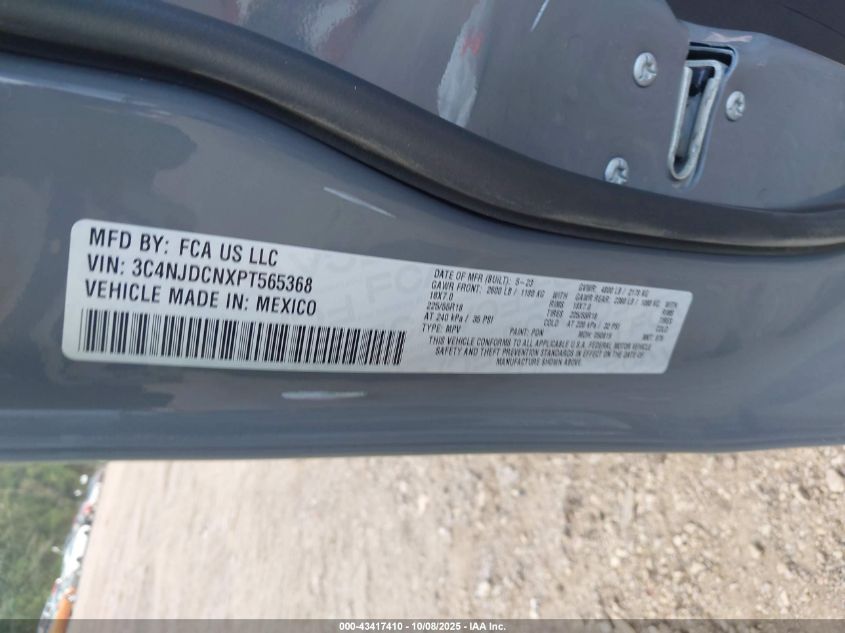 MFD BY: FCA US LLC
VIN: 3C4NJDCNXPT565368
VEHICLE MADE IN: MEXICO
DATE OF MFR (BUILT): 5-23 GVWR: 4800 LB / 2178 KG
GAWR FRONT: 2600 LB / 1180 KG WITH GAWR REAR: LB / KG WITH
18X7.0 RIMS 18X7.0 RIMS
225/55R18 TIRES 225/55R18 TIRES
AT 240 kPa / 35 PSI COLD AT kPa / 32 PSI COLD
TYPE: MPV PAINT: PDN MDH: 050819 MKT:
THIS VEHICLE CONFORMS TO ALL APPLICABLE U.S.A. FEDERAL MOTOR VEHICLE
SAFETY AND THEFT PREVENTION STANDARDS IN EFFECT ON THE DATE OF
MANUFACTURE SHOWN ABOVE.
000-43417410 - 10/08/2025 - IAA Inc.